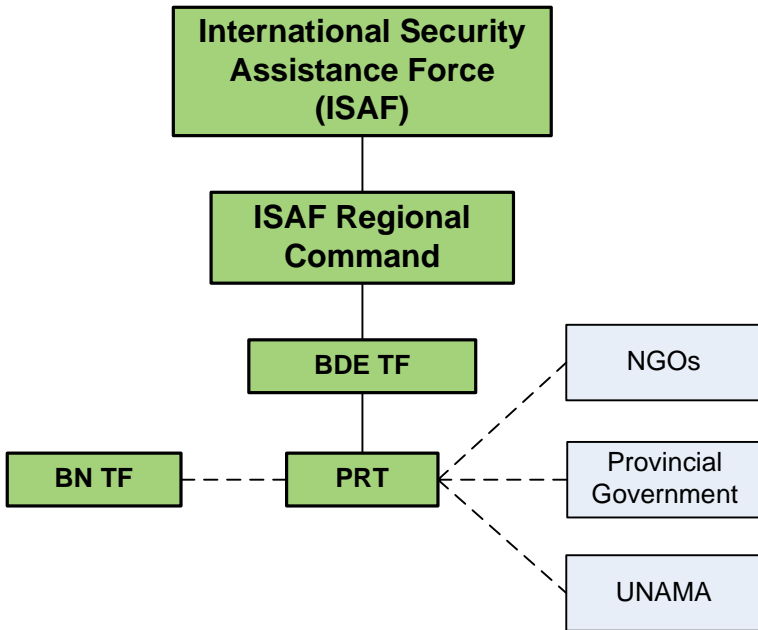 International Security
Assistance Force
(ISAF)
ISAF Regional
Command
BDE TF
NGOs
BN TF
PRT
Provincial
Government
UNAMA